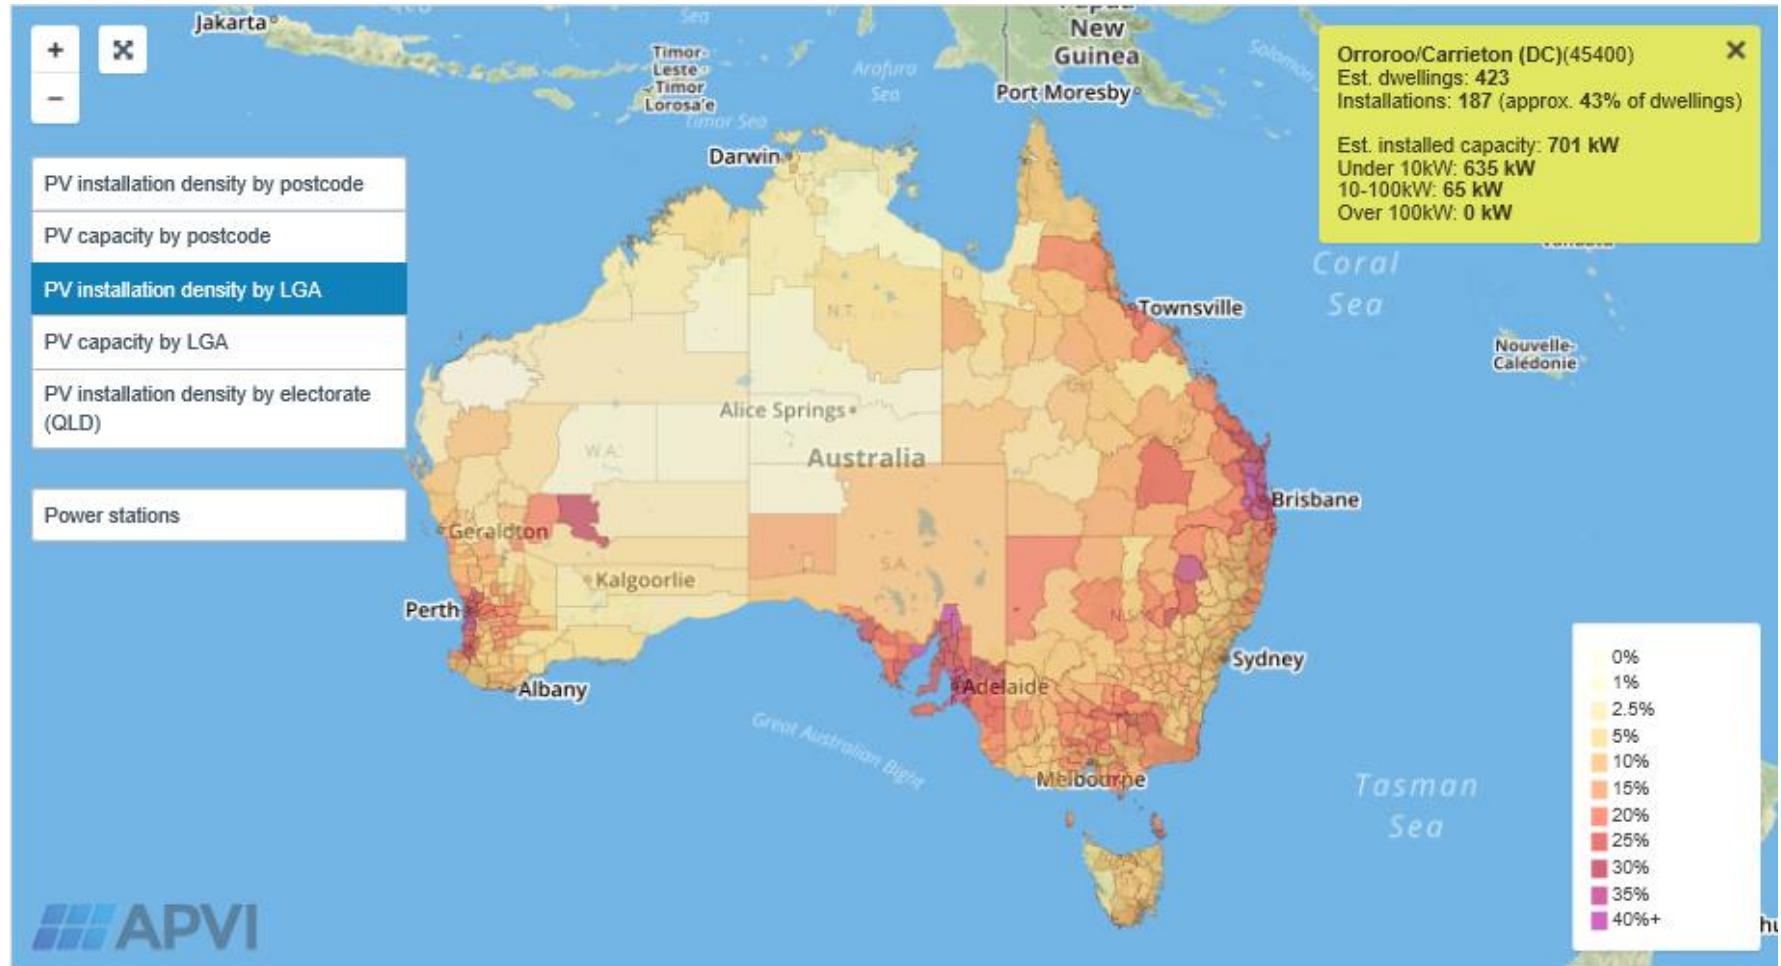 Jakarta
Sea
Papua
New
Guinea
Timor-
Leste
Timor
Lorosa'e
Timor Sea
Arafura
Sea
Port Moresby
Solomon
+
−
Orroroo/Carrieton (DC)(45400)
Est. dwellings: 423
Installations: 187 (approx. 43% of dwellings)
Est. installed capacity: 701 kW
Under 10kW: 635 kW
10-100kW: 65 kW
Over 100kW: 0 kW
PV installation density by postcode
PV capacity by postcode
PV installation density by LGA
PV capacity by LGA
PV installation density by electorate
(QLD)
Power stations
Darwin
Coral
Sea
N.T.
Townsville
Nouvelle-
Calédonie
Alice Springs
Australia
W.A.
Brisbane
Geraldton
S.A.
Kalgoorlie
Perth
Sydney
Albany
Adelaide
Great Australian Bight
Melbourne
Tasman
Sea
0%
1%
2.5%
5%
10%
15%
20%
25%
30%
35%
40%+
APVI